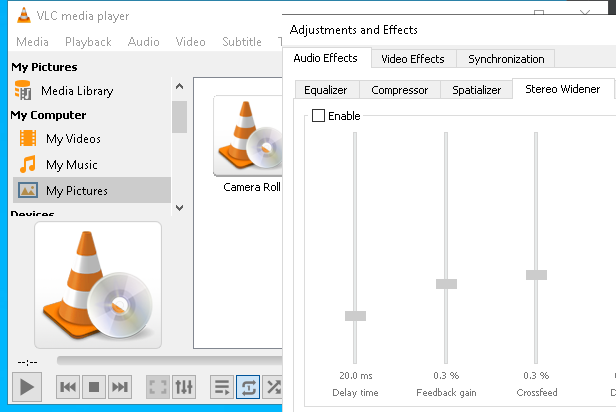 VLC media player
Media Playback Audio Video Subtitle
My Pictures
Media Library
My Computer
My Videos
My Music
My Pictures
Devices
Camera Roll
--:--
Adjustments and Effects
Audio Effects Video Effects Synchronization
Equalizer Compressor Spatializer Stereo Widener
Enable
20.0 ms 0.3 % 0.3 %
Delay time Feedback gain Crossfeed